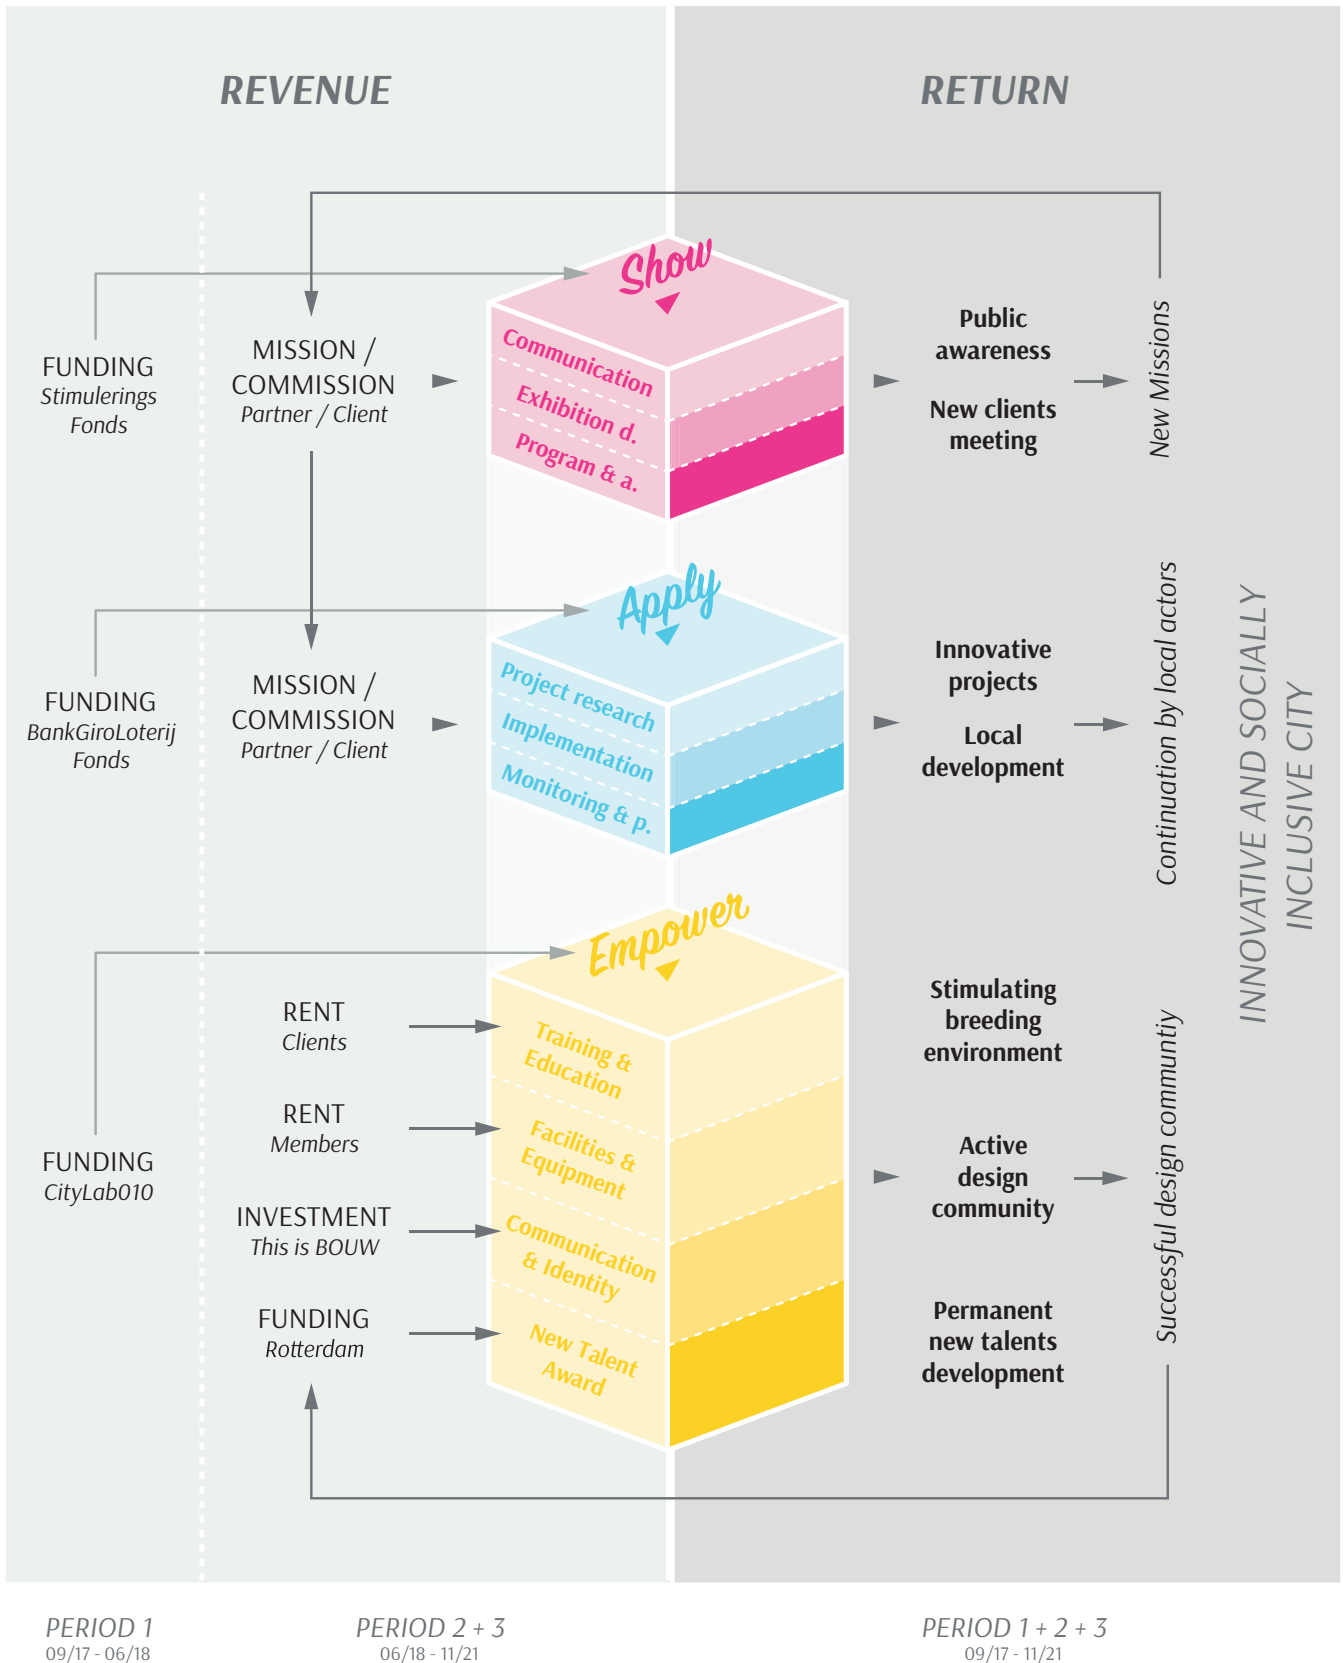 REVENUE
RETURN
Show
Communication
Exhibition d.
Program & a.
FUNDING
Stimulerings
Fonds
MISSION /
COMMISSION
Partner / Client
Public
awareness
New clients
meeting
New Missions
Apply
Project research
Implementation
Monitoring & p.
FUNDING
BankGiroLoterij
Fonds
MISSION /
COMMISSION
Partner / Client
Innovative
projects
Local
development
Continuation by local actors
INNOVATIVE AND SOCIALLY
INCLUSIVE CITY
Empower
Training &
Education
Facilities &
Equipment
Communication
& Identity
New Talent
Award
FUNDING
CityLab010
RENT
Clients
RENT
Members
INVESTMENT
This is BOUW
FUNDING
Rotterdam
Stimulating
breeding
environment
Active
design
community
Permanent
new talents
development
Successful design communtiy
PERIOD 1
09/17 - 06/18
PERIOD 2 + 3
06/18 - 11/21
PERIOD 1 + 2 + 3
09/17 - 11/21